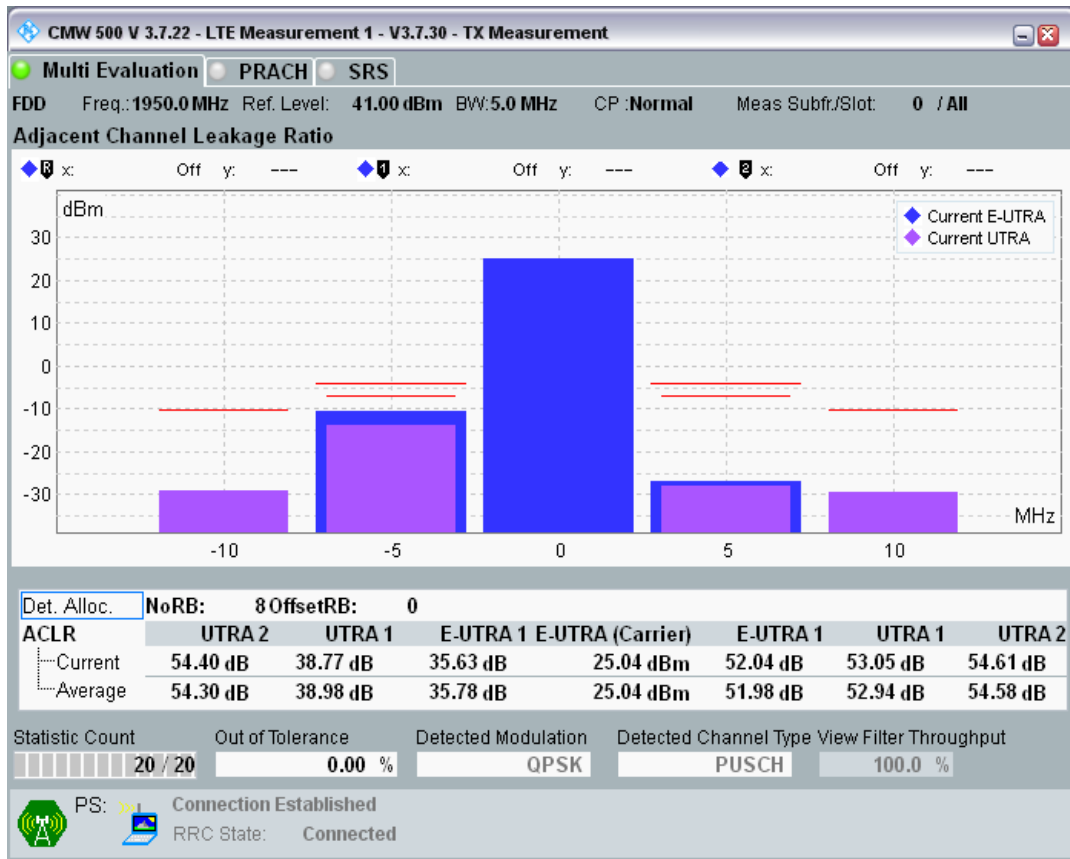 CMW 500 V 3.7.22 - LTE Measurement 1 - V3.7.30 - TX Measurement
Multi Evaluation PRACH SRS
FDD Freq.: 1950.0 MHz Ref. Level: 41.00 dBm BW: 5.0 MHz CP : Normal Meas Subfr./Slot: 0 / All
Adjacent Channel Leakage Ratio
R x: Off y: --- 1 x: Off y: --- 2 x: Off y: ---
dBm
Current E-UTRA
Current UTRA
30
20
10
0
-10
-20
-30
MHz
-10 -5 0 5 10
Det. Alloc. NoRB: 8 OffsetRB: 0
ACLR UTRA 2 UTRA 1 E-UTRA 1 E-UTRA (Carrier) E-UTRA 1 UTRA 1 UTRA 2
Current 54.40 dB 38.77 dB 35.63 dB 25.04 dBm 52.04 dB 53.05 dB 54.61 dB
Average 54.30 dB 38.98 dB 35.78 dB 25.04 dBm 51.98 dB 52.94 dB 54.58 dB
Statistic Count Out of Tolerance Detected Modulation Detected Channel Type View Filter Throughput
20 / 20 0.00 % QPSK PUSCH 100.0 %
PS: Connection Established
RRC State: Connected